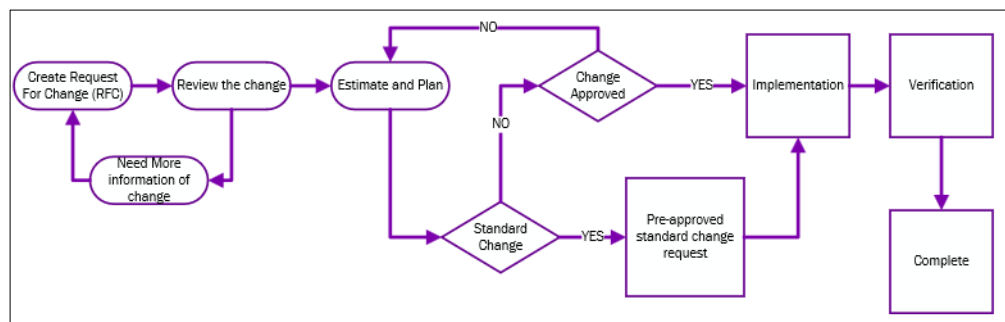 NO
Create Request
For Change (RFC)
Review the change
Estimate and Plan
Change
Approved
YES
Implementation
Verification
NO
Need More
information of
change
Standard
Change
YES
Pre-approved
standard change
request
Complete